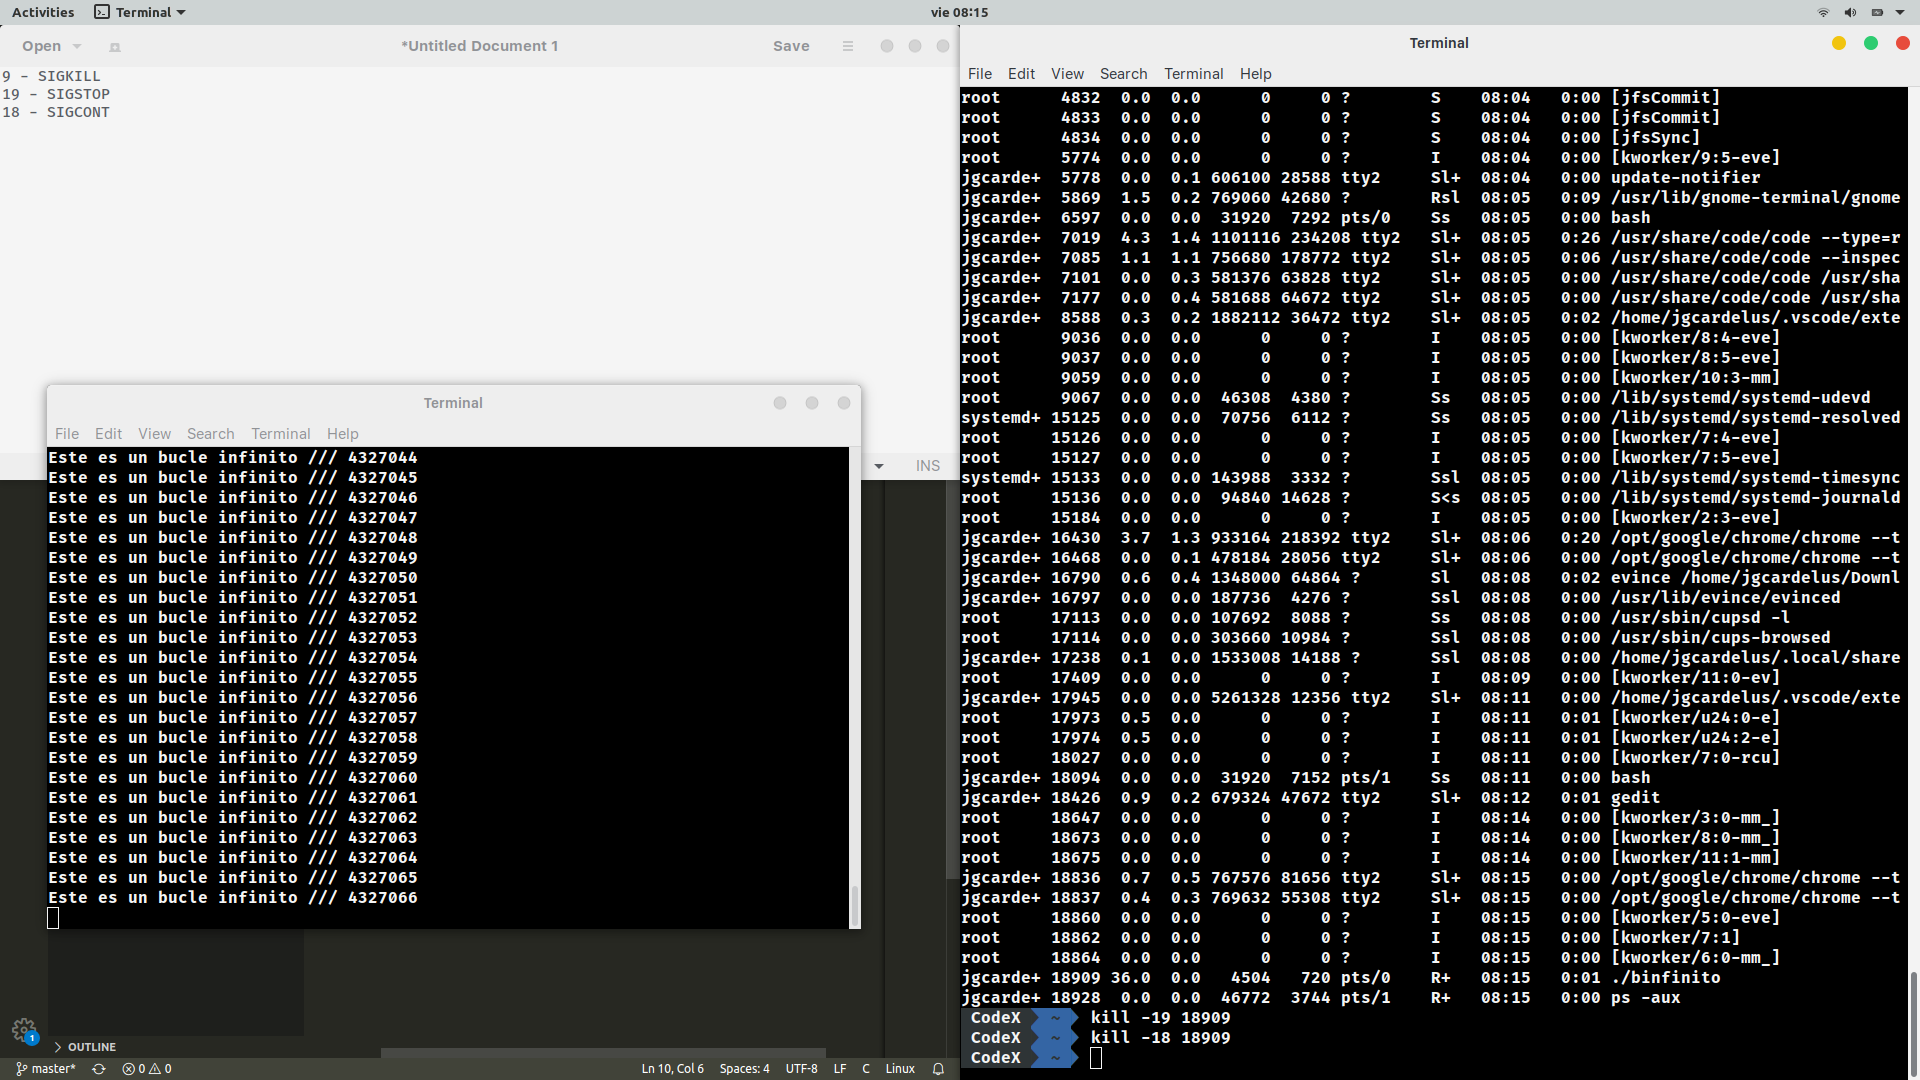 Activities Terminal vie 08:15
Open *Untitled Document 1 Save
9 - SIGKILL
19 - SIGSTOP
18 - SIGCONT
INS
Terminal
File Edit View Search Terminal Help
Este es un bucle infinito /// 4327044
Este es un bucle infinito /// 4327045
Este es un bucle infinito /// 4327046
Este es un bucle infinito /// 4327047
Este es un bucle infinito /// 4327048
Este es un bucle infinito /// 4327049
Este es un bucle infinito /// 4327050
Este es un bucle infinito /// 4327051
Este es un bucle infinito /// 4327052
Este es un bucle infinito /// 4327053
Este es un bucle infinito /// 4327054
Este es un bucle infinito /// 4327055
Este es un bucle infinito /// 4327056
Este es un bucle infinito /// 4327057
Este es un bucle infinito /// 4327058
Este es un bucle infinito /// 4327059
Este es un bucle infinito /// 4327060
Este es un bucle infinito /// 4327061
Este es un bucle infinito /// 4327062
Este es un bucle infinito /// 4327063
Este es un bucle infinito /// 4327064
Este es un bucle infinito /// 4327065
Este es un bucle infinito /// 4327066
1
OUTLINE
master* 0 0 Ln 10, Col 6 Spaces: 4 UTF-8 LF C Linux
Terminal
File Edit View Search Terminal Help
root 4832 0.0 0.0 0 0 ? S 08:04 0:00 [jfsCommit]
root 4833 0.0 0.0 0 0 ? S 08:04 0:00 [jfsCommit]
root 4834 0.0 0.0 0 0 ? S 08:04 0:00 [jfsSync]
root 5774 0.0 0.0 0 0 ? I 08:04 0:00 [kworker/9:5-eve]
jgcarde+ 5778 0.0 0.1 606100 28588 tty2 Sl+ 08:04 0:00 update-notifier
jgcarde+ 5869 1.5 0.2 769060 42680 ? Rsl 08:05 0:09 /usr/lib/gnome-terminal/gnome
jgcarde+ 6597 0.0 0.0 31920 7292 pts/0 Ss 08:05 0:00 bash
jgcarde+ 7019 4.3 1.4 1101116 234208 tty2 Sl+ 08:05 0:26 /usr/share/code/code --type=r
jgcarde+ 7085 1.1 1.1 756680 178772 tty2 Sl+ 08:05 0:06 /usr/share/code/code --inspec
jgcarde+ 7101 0.0 0.3 581376 63828 tty2 Sl+ 08:05 0:00 /usr/share/code/code /usr/sha
jgcarde+ 7177 0.0 0.4 581688 64672 tty2 Sl+ 08:05 0:00 /usr/share/code/code /usr/sha
jgcarde+ 8588 0.3 0.2 1882112 36472 tty2 Sl+ 08:05 0:02 /home/jgcardelus/.vscode/exte
root 9036 0.0 0.0 0 0 ? I 08:05 0:00 [kworker/8:4-eve]
root 9037 0.0 0.0 0 0 ? I 08:05 0:00 [kworker/8:5-eve]
root 9059 0.0 0.0 0 0 ? I 08:05 0:00 [kworker/10:3-mm]
root 9067 0.0 0.0 46308 4380 ? Ss 08:05 0:00 /lib/systemd/systemd-udevd
systemd+ 15125 0.0 0.0 70756 6112 ? Ss 08:05 0:00 /lib/systemd/systemd-resolved
root 15126 0.0 0.0 0 0 ? I 08:05 0:00 [kworker/7:4-eve]
root 15127 0.0 0.0 0 0 ? I 08:05 0:00 [kworker/7:5-eve]
systemd+ 15133 0.0 0.0 143988 3332 ? Ssl 08:05 0:00 /lib/systemd/systemd-timesync
root 15136 0.0 0.0 94840 14628 ? S<s 08:05 0:00 /lib/systemd/systemd-journald
root 15184 0.0 0.0 0 0 ? I 08:05 0:00 [kworker/2:3-eve]
jgcarde+ 16430 3.7 1.3 933164 218392 tty2 Sl+ 08:06 0:20 /opt/google/chrome/chrome --t
jgcarde+ 16468 0.0 0.1 478184 28056 tty2 Sl+ 08:06 0:00 /opt/google/chrome/chrome --t
jgcarde+ 16790 0.6 0.4 1348000 64864 ? Sl 08:08 0:02 evince /home/jgcardelus/Downl
jgcarde+ 16797 0.0 0.0 187736 4276 ? Ssl 08:08 0:00 /usr/lib/evince/evinced
root 17113 0.0 0.0 107692 8088 ? Ss 08:08 0:00 /usr/sbin/cupsd -l
root 17114 0.0 0.0 303660 10984 ? Ssl 08:08 0:00 /usr/sbin/cups-browsed
jgcarde+ 17238 0.1 0.0 1533008 14188 ? Ssl 08:08 0:00 /home/jgcardelus/.local/share
root 17409 0.0 0.0 0 0 ? I 08:09 0:00 [kworker/11:0-ev]
jgcarde+ 17945 0.0 0.0 5261328 12356 tty2 Sl+ 08:11 0:00 /home/jgcardelus/.vscode/exte
root 17973 0.5 0.0 0 0 ? I 08:11 0:01 [kworker/u24:0-e]
root 17974 0.5 0.0 0 0 ? I 08:11 0:01 [kworker/u24:2-e]
root 18027 0.0 0.0 0 0 ? I 08:11 0:00 [kworker/7:0-rcu]
jgcarde+ 18094 0.0 0.0 31920 7152 pts/1 Ss 08:11 0:00 bash
jgcarde+ 18426 0.9 0.2 679324 47672 tty2 Sl+ 08:12 0:01 gedit
root 18647 0.0 0.0 0 0 ? I 08:14 0:00 [kworker/3:0-mm_]
root 18673 0.0 0.0 0 0 ? I 08:14 0:00 [kworker/8:0-mm_]
root 18675 0.0 0.0 0 0 ? I 08:14 0:00 [kworker/11:1-mm]
jgcarde+ 18836 0.7 0.5 767576 81656 tty2 Sl+ 08:15 0:00 /opt/google/chrome/chrome --t
jgcarde+ 18837 0.4 0.3 769632 55308 tty2 Sl+ 08:15 0:00 /opt/google/chrome/chrome --t
root 18860 0.0 0.0 0 0 ? I 08:15 0:00 [kworker/5:0-eve]
root 18862 0.0 0.0 0 0 ? I 08:15 0:00 [kworker/7:1]
root 18864 0.0 0.0 0 0 ? I 08:15 0:00 [kworker/6:0-mm_]
jgcarde+ 18909 36.0 0.0 4504 720 pts/0 R+ 08:15 0:01 ./binfinito
jgcarde+ 18928 0.0 0.0 46772 3744 pts/1 R+ 08:15 0:00 ps -aux
CodeX ~ kill -19 18909
CodeX ~ kill -18 18909
CodeX ~